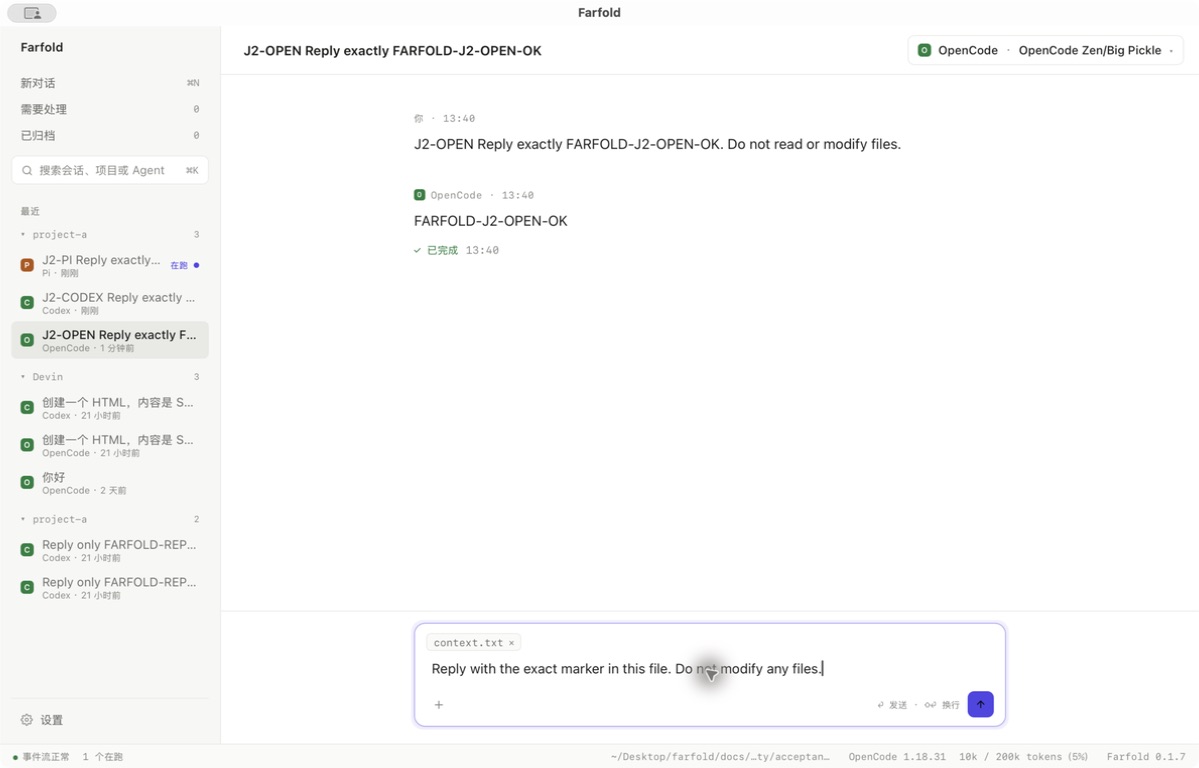 Farfold
Farfold
新对话 ⌘N
需要处理 0
已归档 0
搜索会话、项目或 Agent ⌘K
最近
project-a 3
P J2-PI Reply exactly... 在跑
Pi · 刚刚
C J2-CODEX Reply exactly ...
Codex · 刚刚
O J2-OPEN Reply exactly F...
OpenCode · 1 分钟前
Devin 3
C 创建一个 HTML，内容是 S...
Codex · 21 小时前
O 创建一个 HTML，内容是 S...
OpenCode · 21 小时前
O 你好
OpenCode · 2 天前
project-a 2
C Reply only FARFOLD-REP...
Codex · 21 小时前
C Reply only FARFOLD-REP...
Codex · 21 小时前
设置
J2-OPEN Reply exactly FARFOLD-J2-OPEN-OK
O OpenCode · OpenCode Zen/Big Pickle
你 · 13:40
J2-OPEN Reply exactly FARFOLD-J2-OPEN-OK. Do not read or modify files.
O OpenCode · 13:40
FARFOLD-J2-OPEN-OK
✓ 已完成 13:40
context.txt ×
Reply with the exact marker in this file. Do not modify any files.
+ ⏎ 发送 · ⇧⏎ 换行 ↑
事件流正常 1 个在跑 ~/Desktop/farfold/docs/…ty/acceptan… OpenCode 1.18.31 10k / 200k tokens (5%) Farfold 0.1.7